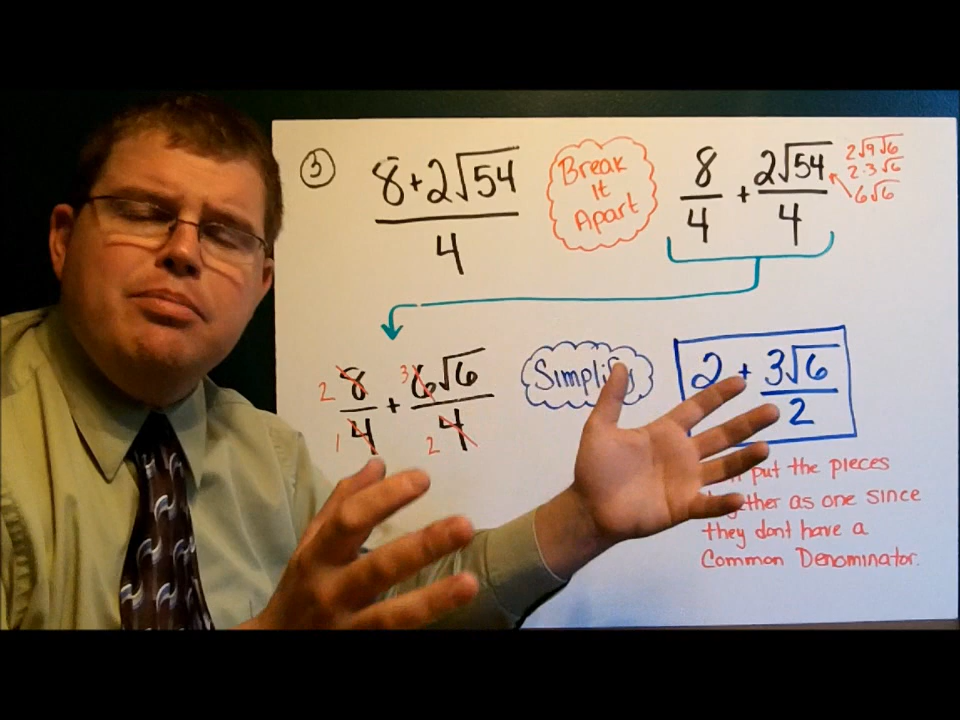 ③ 8+2√54 / 4
Break
It
Apart
8/4 + 2√54 / 4
2√9√6
2·3√6
6√6
2 8/4 1 + 3 6√6 / 4 2
Simplify
2 + 3√6 / 2
put the pieces
together as one since
they dont have a
Common Denominator.